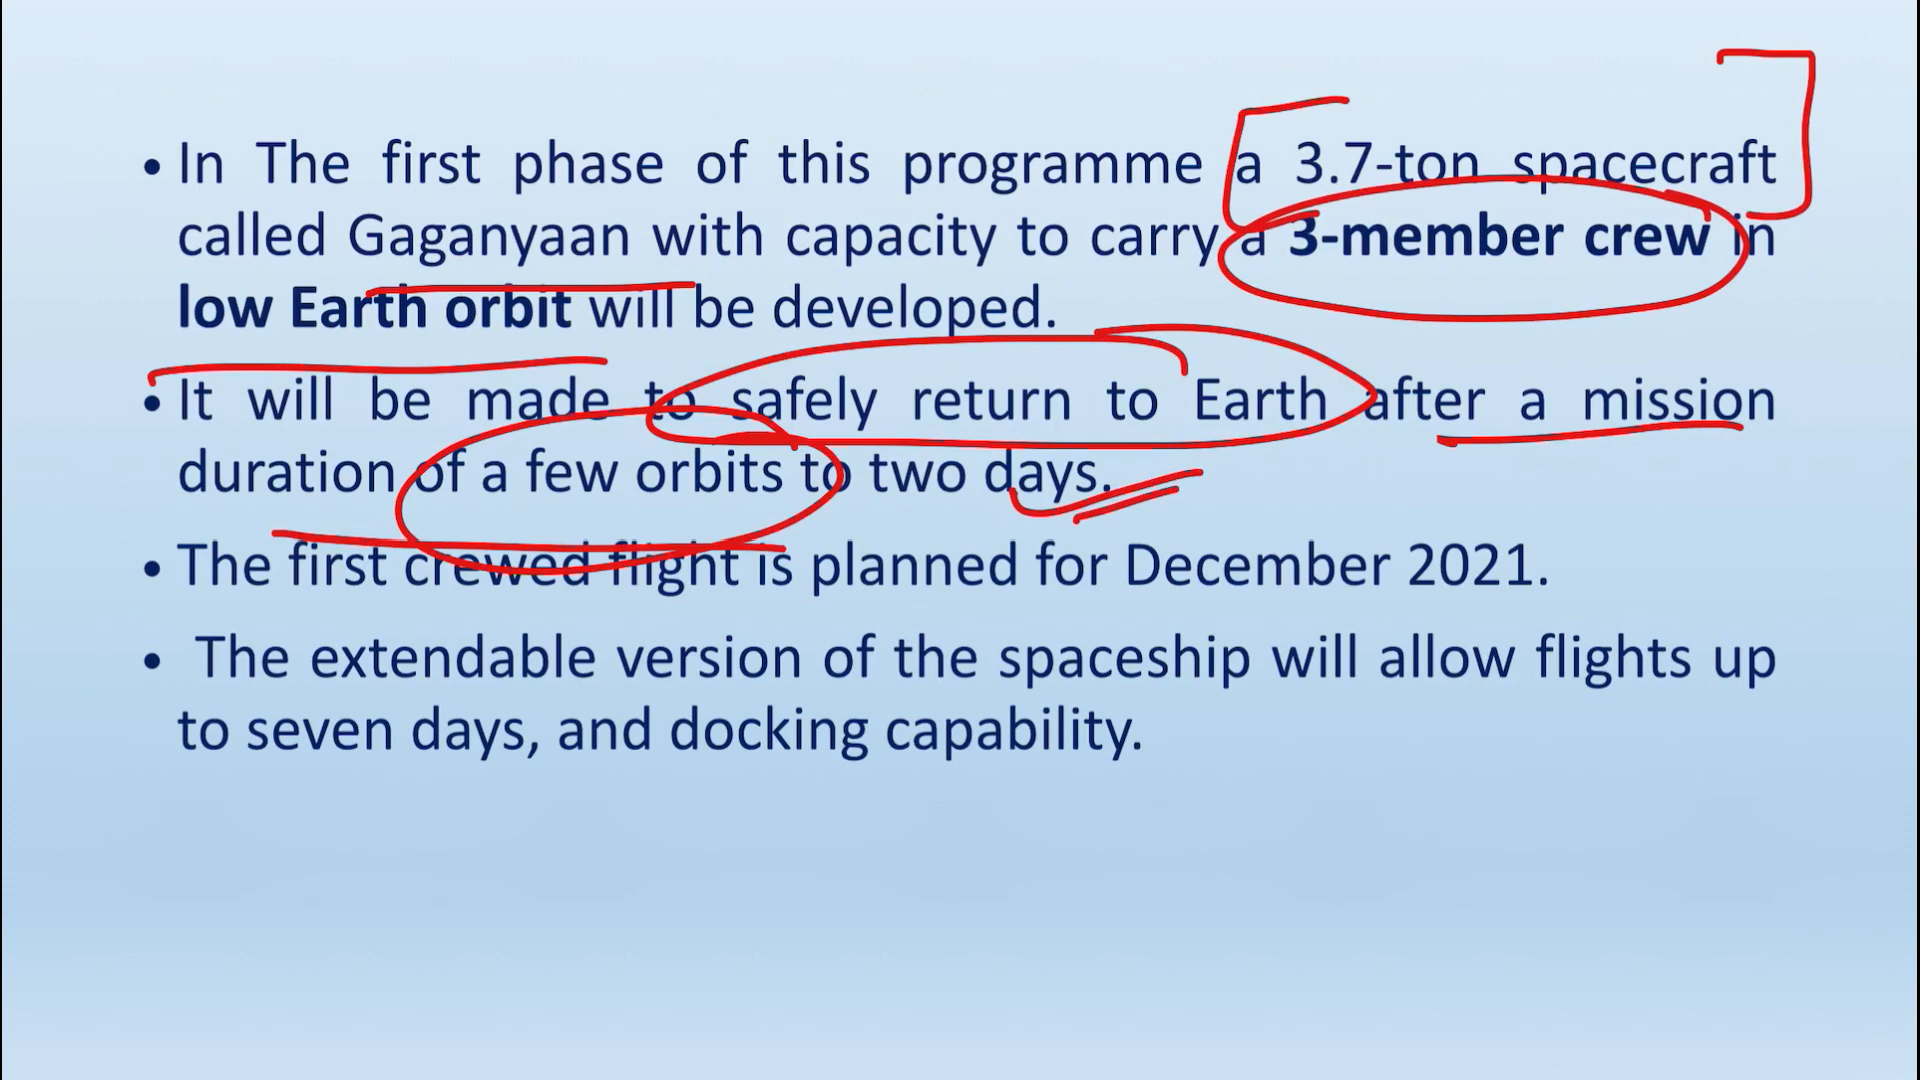 • In The first phase of this programme a 3.7-ton spacecraft
called Gaganyaan with capacity to carry a 3-member crew in
low Earth orbit will be developed.
• It will be made to safely return to Earth after a mission
duration of a few orbits to two days.
• The first crewed flight is planned for December 2021.
• The extendable version of the spaceship will allow flights up
to seven days, and docking capability.